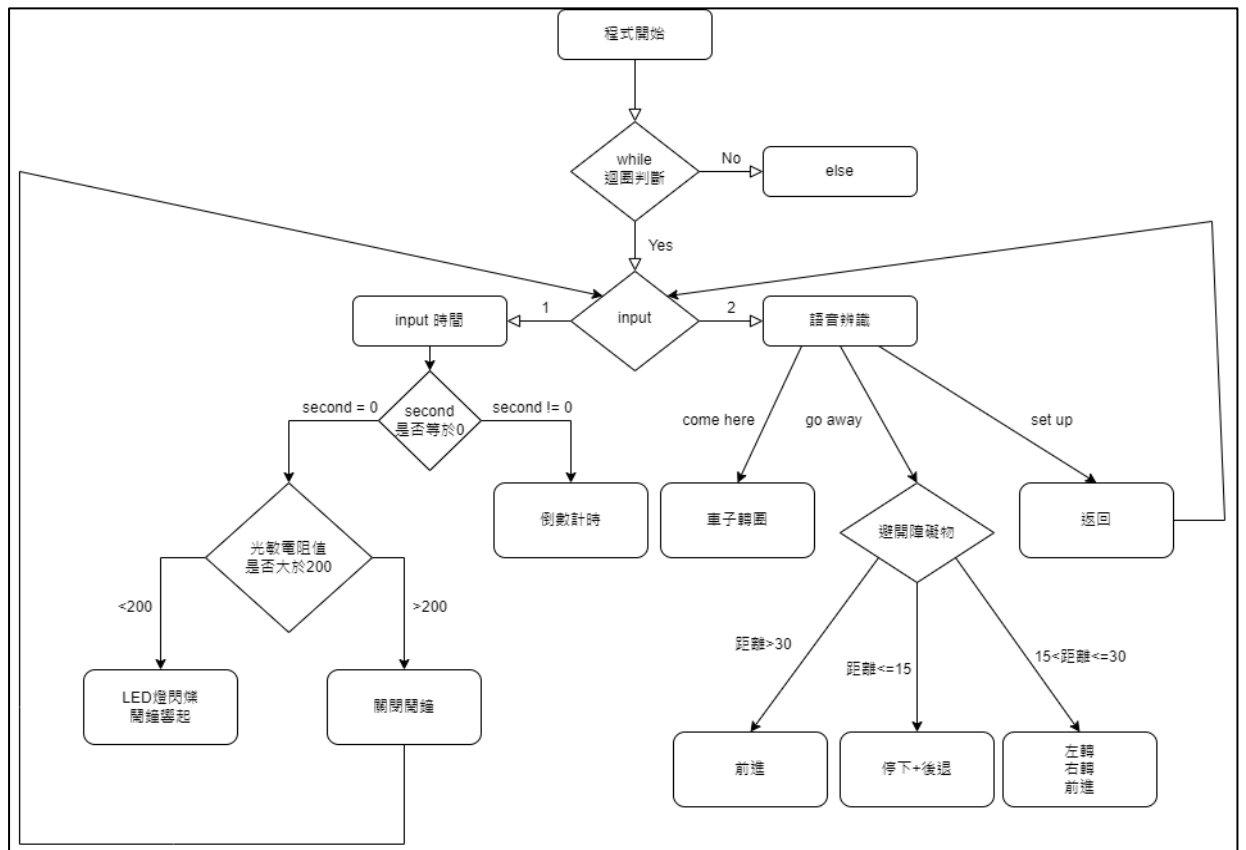 程式開始
while
迴圈判斷
No
else
Yes
input
1
input 時間
2
語音辨識
second = 0
second
是否等於0
second != 0
come here
go away
set up
倒數計時
車子轉圈
避開障礙物
返回
光敏電阻值
是否大於200
<200
>200
距離>30
距離<=15
15<距離<=30
LED燈閃爍
鬧鐘響起
關閉鬧鐘
前進
停下+後退
左轉
右轉
前進